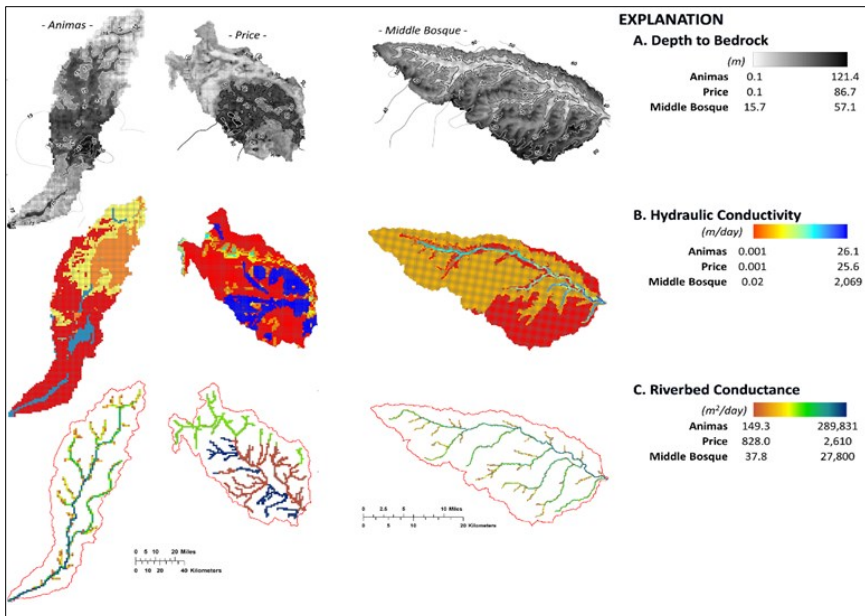 - Animas -
- Price -
- Middle Bosque -
EXPLANATION
A. Depth to Bedrock
(m)
Animas 0.1 121.4
Price 0.1 86.7
Middle Bosque 15.7 57.1
B. Hydraulic Conductivity
(m/day)
Animas 0.001 26.1
Price 0.001 25.6
Middle Bosque 0.02 2,069
C. Riverbed Conductance
(m²/day)
Animas 149.3 289,831
Price 828.0 2,610
Middle Bosque 37.8 27,800
0 2.5 5 10 Miles
0 5 10 20 Kilometers
0 5 10 20 Miles
0 10 20 40 Kilometers